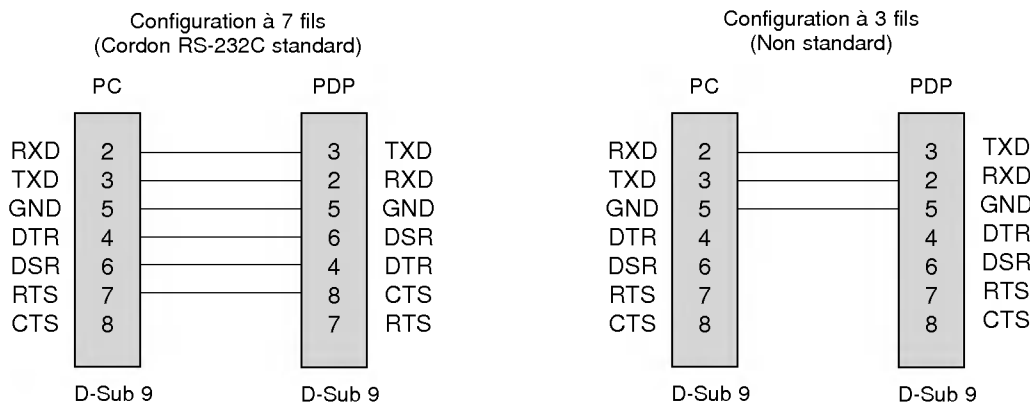 Configuration à 7 fils
(Cordon RS-232C standard)
PC PDP
RXD 2 3 TXD
TXD 3 2 RXD
GND 5 5 GND
DTR 4 6 DSR
DSR 6 4 DTR
RTS 7 8 CTS
CTS 8 7 RTS
D-Sub 9 D-Sub 9
Configuration à 3 fils
(Non standard)
PC PDP
RXD 2 3 TXD
TXD 3 2 RXD
GND 5 5 GND
DTR 4 4 DTR
DSR 6 6 DSR
RTS 7 7 RTS
CTS 8 8 CTS
D-Sub 9 D-Sub 9